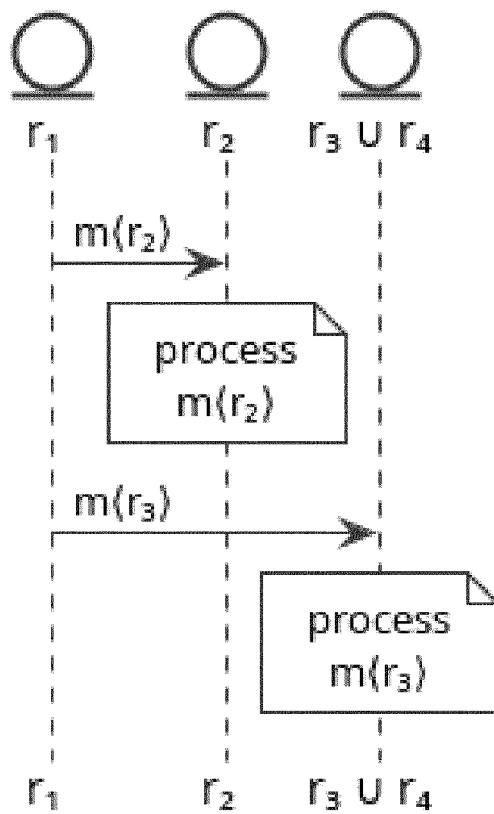 r₁ r₂ r₃ ∪ r₄
m(r₂)
process
m(r₂)
m(r₃)
process
m(r₃)
r₁ r₂ r₃ ∪ r₄